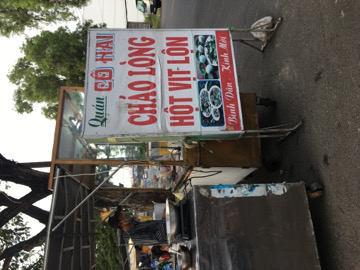 Quán
CÔ HAI
CHÁO LÒNG
HỘT VỊT LỘN
Bình Dân Kính Mời